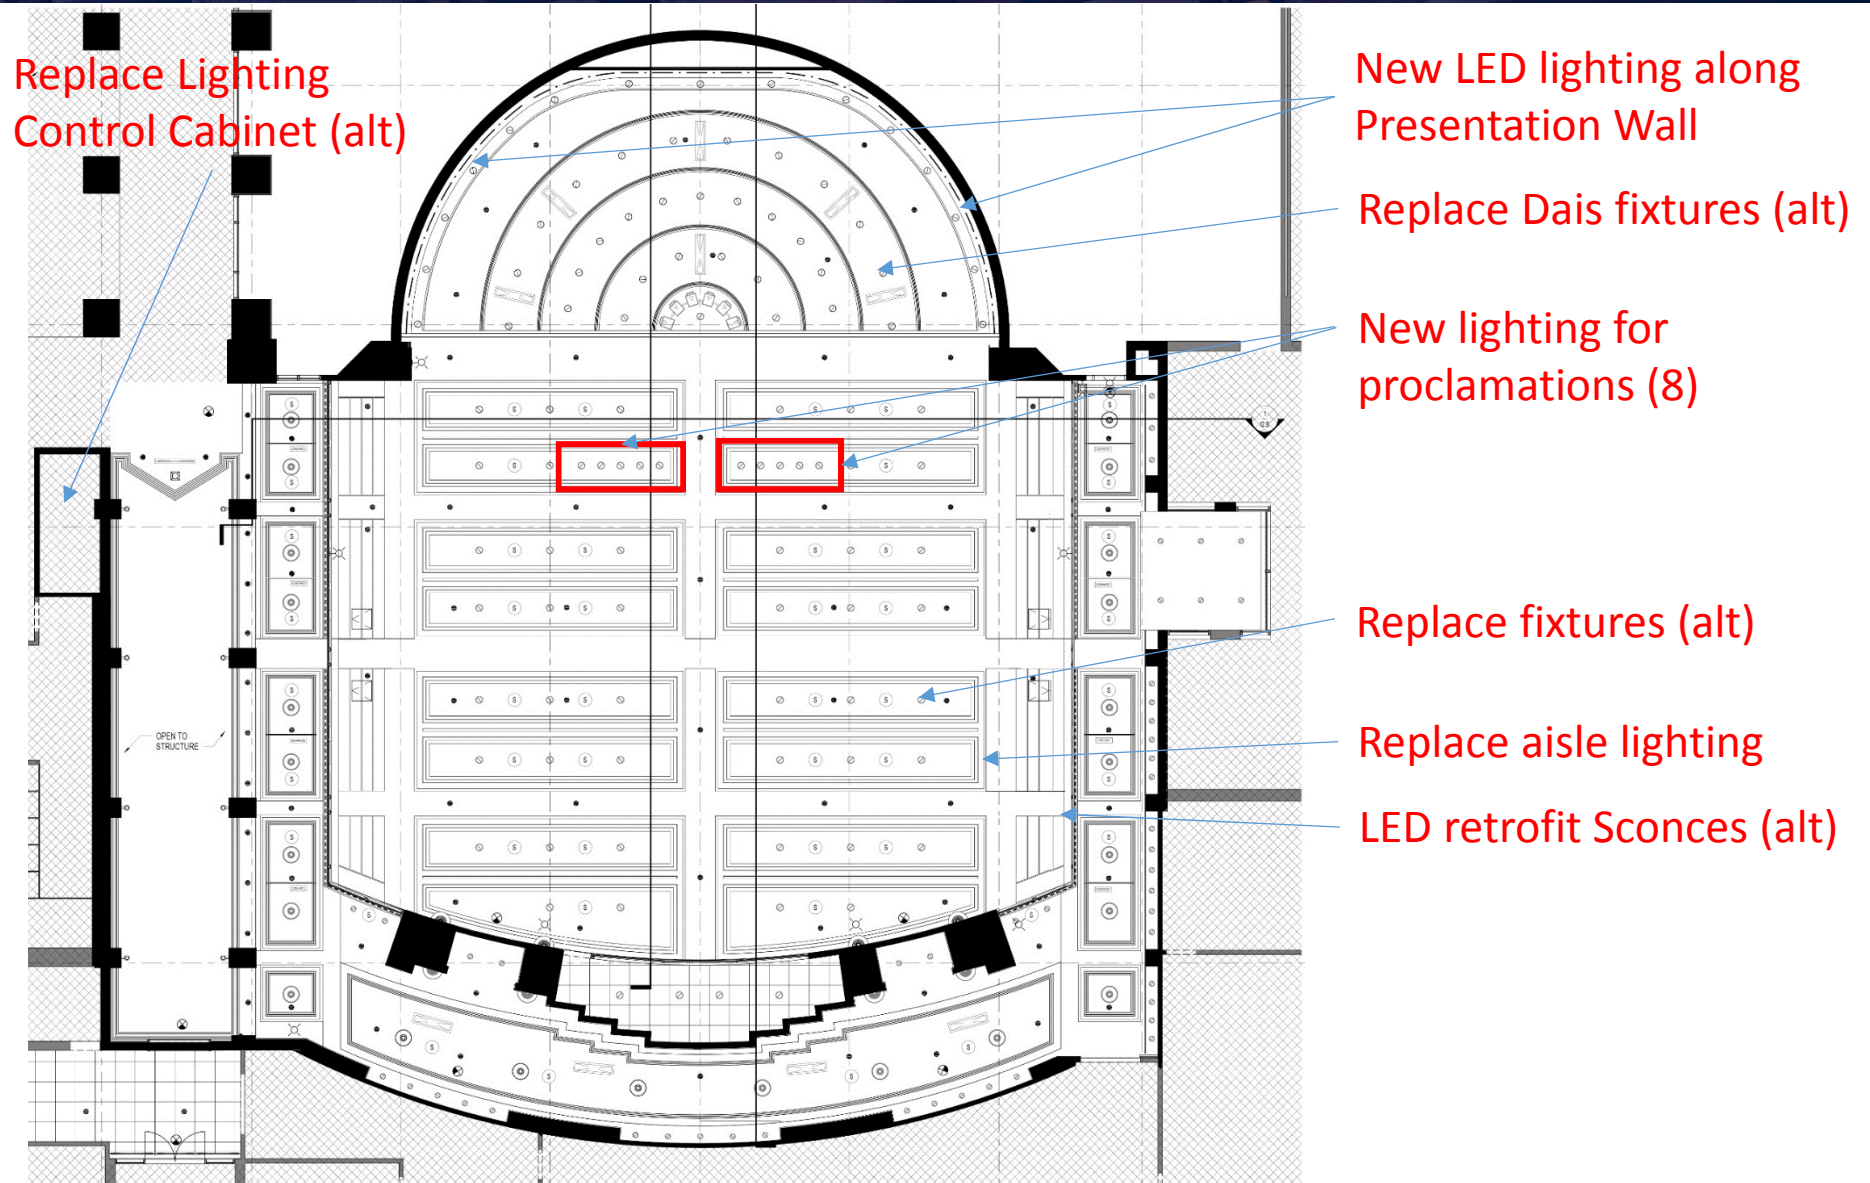 Replace Lighting
Control Cabinet (alt)
New LED lighting along
Presentation Wall
Replace Dais fixtures (alt)
New lighting for
proclamations (8)
Replace fixtures (alt)
Replace aisle lighting
LED retrofit Sconces (alt)
OPEN TO
STRUCTURE